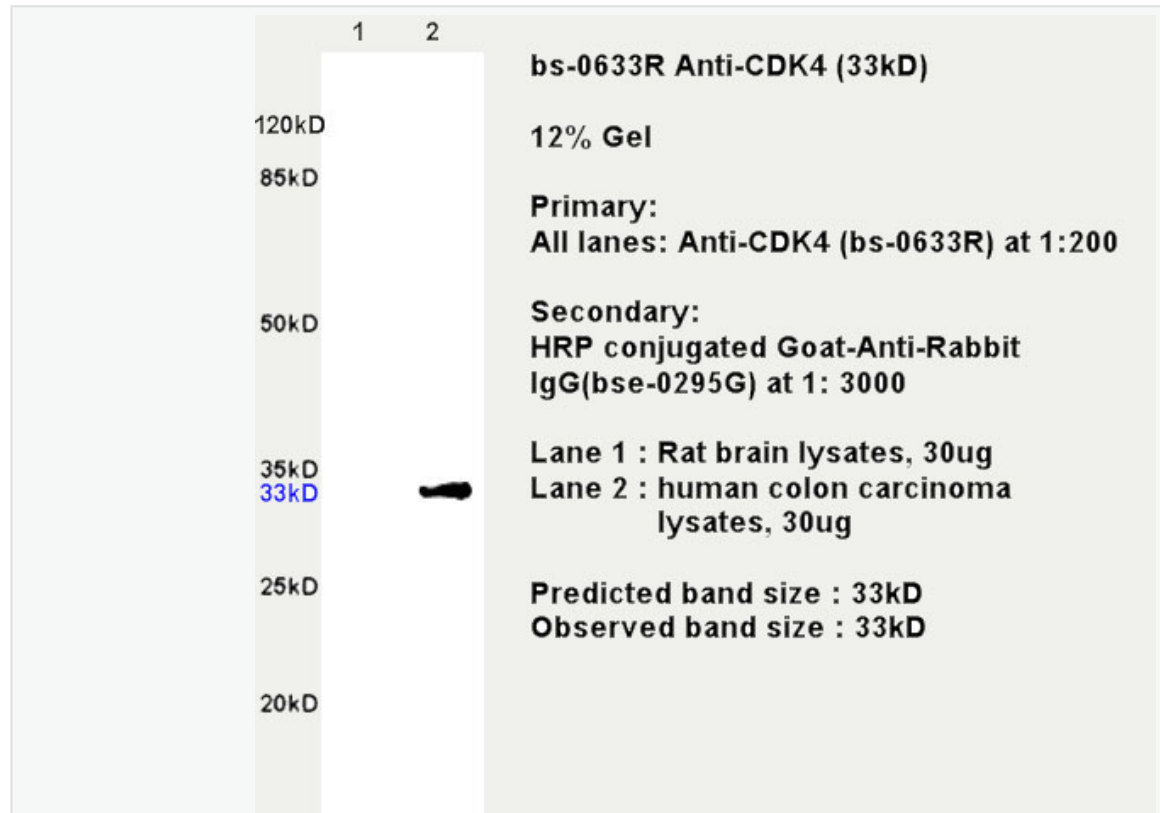 1 2
120kD
85kD
50kD
35kD
33kD
25kD
20kD
bs-0633R Anti-CDK4 (33kD)
12% Gel
Primary:
All lanes: Anti-CDK4 (bs-0633R) at 1:200
Secondary:
HRP conjugated Goat-Anti-Rabbit
IgG(bse-0295G) at 1: 3000
Lane 1 : Rat brain lysates, 30ug
Lane 2 : human colon carcinoma
lysates, 30ug
Predicted band size : 33kD
Observed band size : 33kD